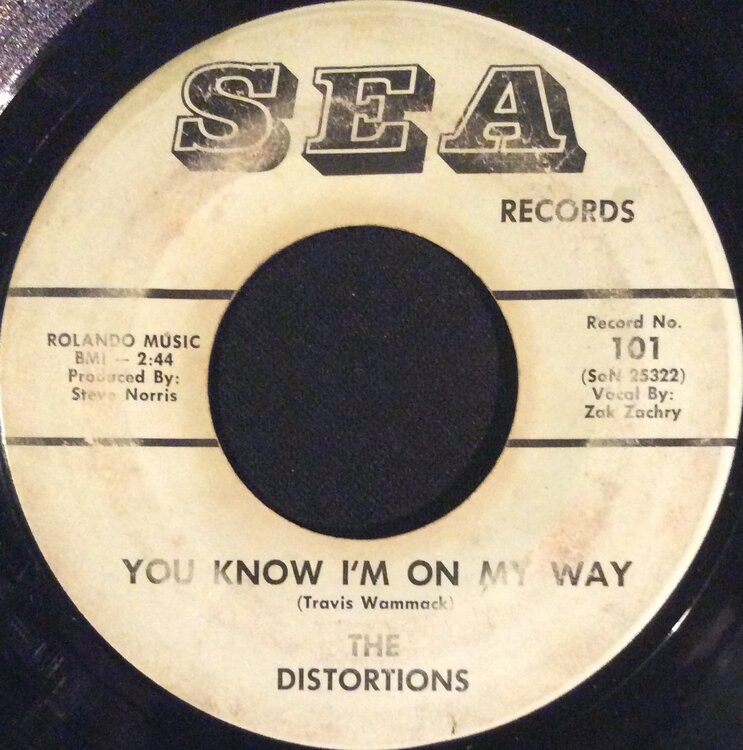 SEA
RECORDS
ROLANDO MUSIC
BMI — 2:44
Produced By:
Steve Norris
Record No.
101
(SoN 25322)
Vocal By:
Zak Zachry
YOU KNOW I'M ON MY WAY
(Travis Wammack)
THE
DISTORTIONS